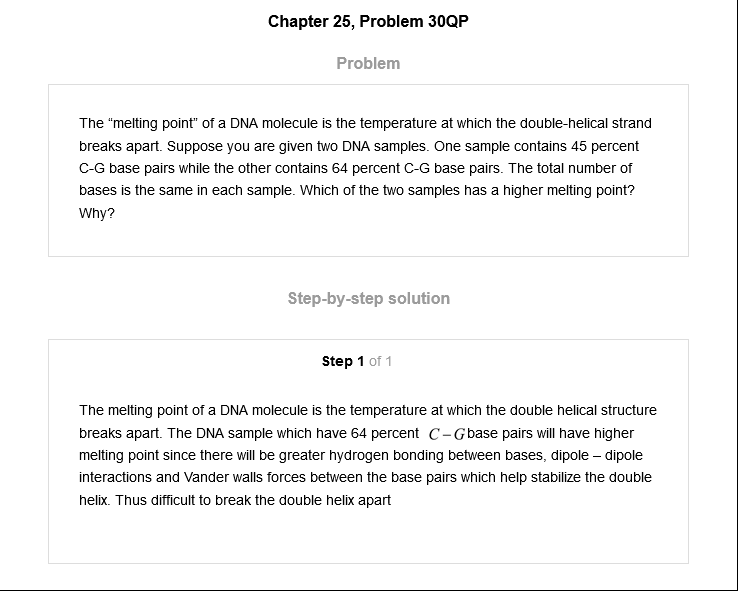 Chapter 25, Problem 30QP
Problem
The “melting point” of a DNA molecule is the temperature at which the double-helical strand
breaks apart. Suppose you are given two DNA samples. One sample contains 45 percent
C-G base pairs while the other contains 64 percent C-G base pairs. The total number of
bases is the same in each sample. Which of the two samples has a higher melting point?
Why?
Step-by-step solution
Step 1 of 1
The melting point of a DNA molecule is the temperature at which the double helical structure
breaks apart. The DNA sample which have 64 percent C – G base pairs will have higher
melting point since there will be greater hydrogen bonding between bases, dipole – dipole
interactions and Vander walls forces between the base pairs which help stabilize the double
helix. Thus difficult to break the double helix apart